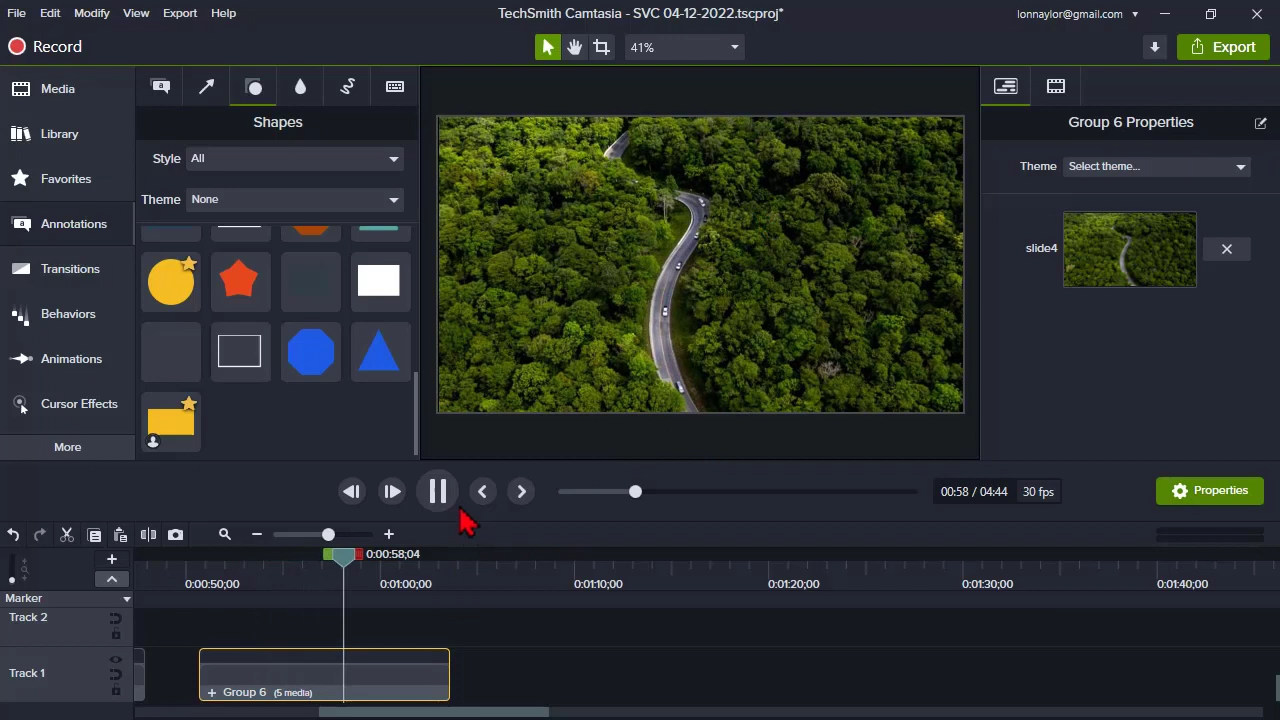 File Edit Modify View Export Help
TechSmith Camtasia - SVC 04-12-2022.tscproj*
lonnaylor@gmail.com
Record
41%
Export
Media
Library
Favorites
Annotations
Transitions
Behaviors
Animations
Cursor Effects
More
a
Shapes
Style All
Theme None
Group 6 Properties
Theme Select theme...
slide4
00:58 / 04:44 30 fps
Properties
0:00:58;04
0:00:50;00 0:01:00;00 0:01:10;00 0:01:20;00 0:01:30;00 0:01:40;00
Marker
Track 2
Track 1
+ Group 6 (5 media)